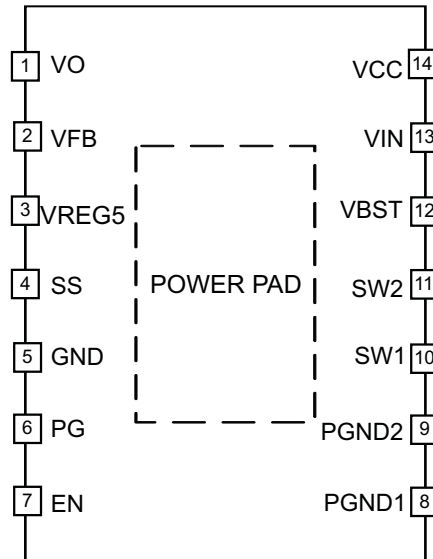 1 VO
2 VFB
3 VREG5
4 SS
5 GND
6 PG
7 EN
POWER PAD
VCC 14
VIN 13
VBST 12
SW2 11
SW1 10
PGND2 9
PGND1 8